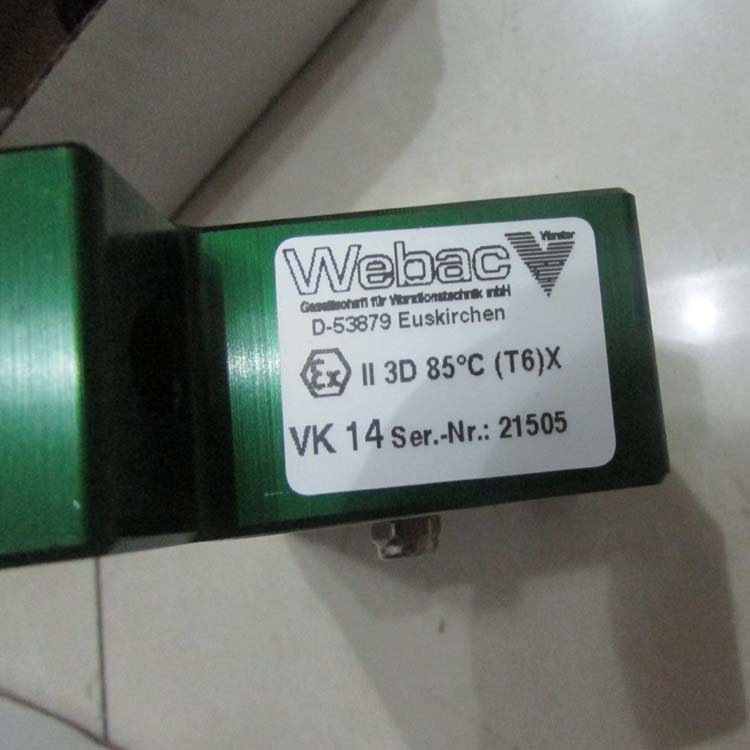 Webac
Vibrator
Gesellschaft für Vibrationstechnik mbH
D-53879 Euskirchen
Ex II 3D 85°C (T6)X
VK 14 Ser.-Nr.: 21505